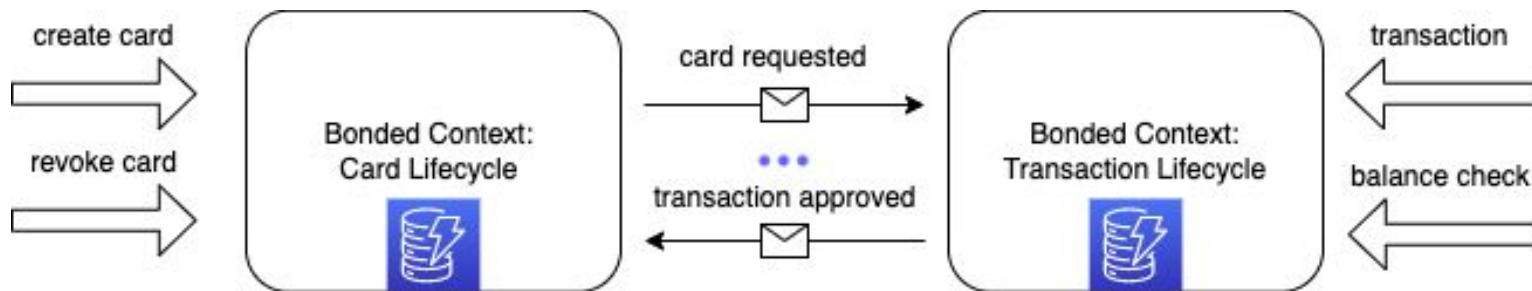 create card
revoke card
Bonded Context:
Card Lifecycle
card requested
transaction approved
Bonded Context:
Transaction Lifecycle
transaction
balance check